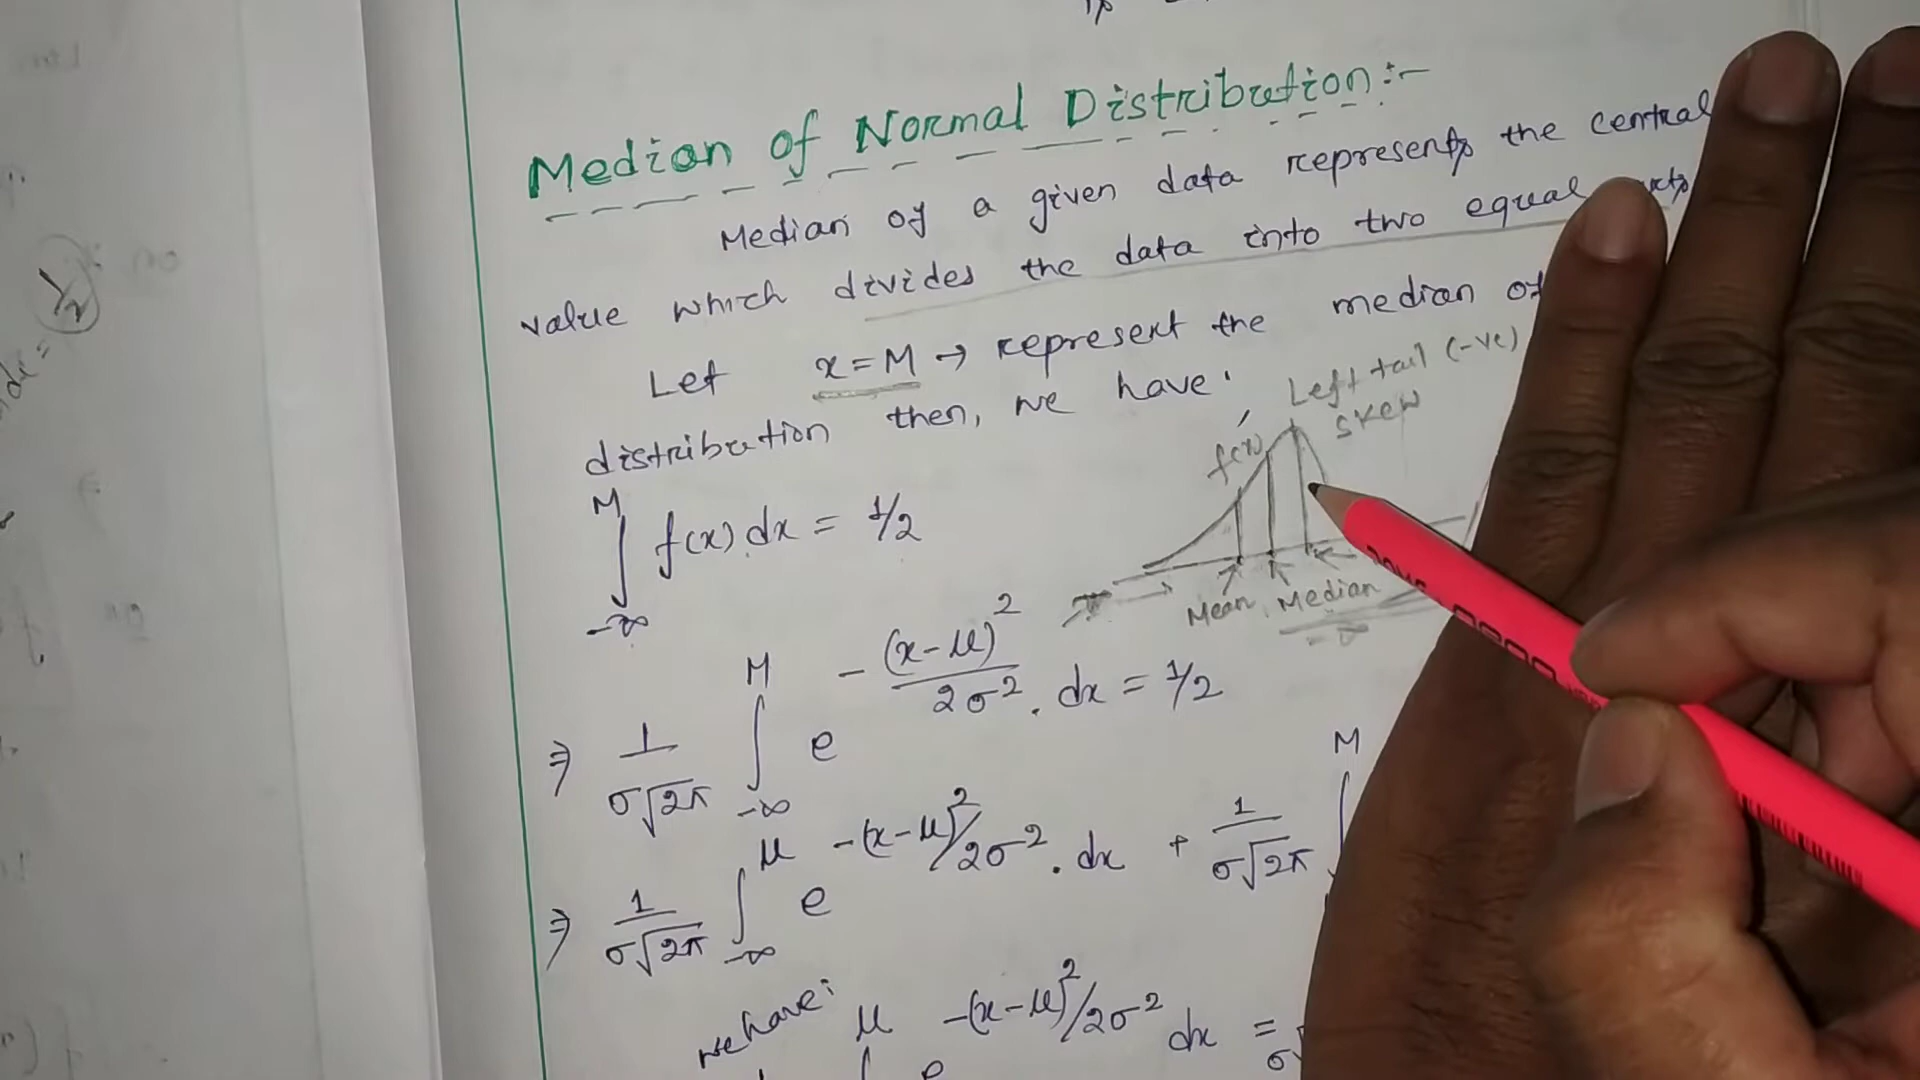 Median of Normal Distribution:-
Median of a given data represents the central
value which divides the data into two equal
Let x=M → represent the median of
distribution then, we have.
Left tail (-ve)
skew
f(x)
Mean Median
M ∫ -∞ f(x) dx = 1/2
⇒ 1/σ√2π M ∫ -∞ e -(x-μ)²/2σ² . dx = 1/2
⇒ 1/σ√2π μ ∫ -∞ e -(x-μ)²/2σ² . dx + 1/σ√2π M ∫
we have:
μ ∫ e -(x-μ)²/2σ² dx =